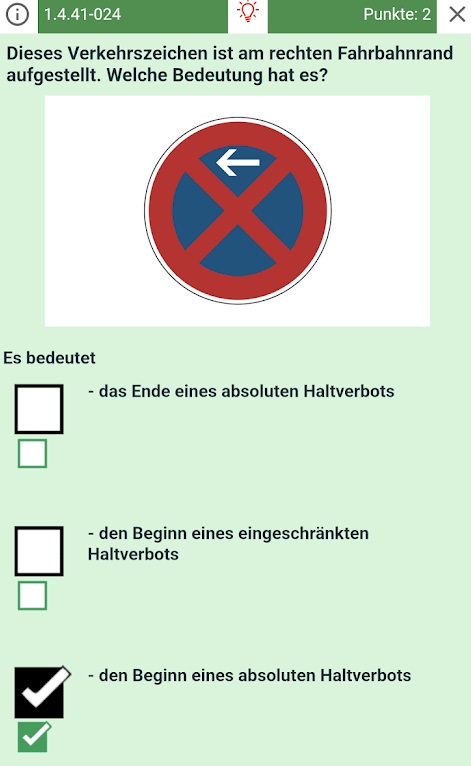 1.4.41-024
Punkte: 2
Dieses Verkehrszeichen ist am rechten Fahrbahnrand
aufgestellt. Welche Bedeutung hat es?
Es bedeutet
- das Ende eines absoluten Haltverbots
- den Beginn eines eingeschränkten
Haltverbots
- den Beginn eines absoluten Haltverbots